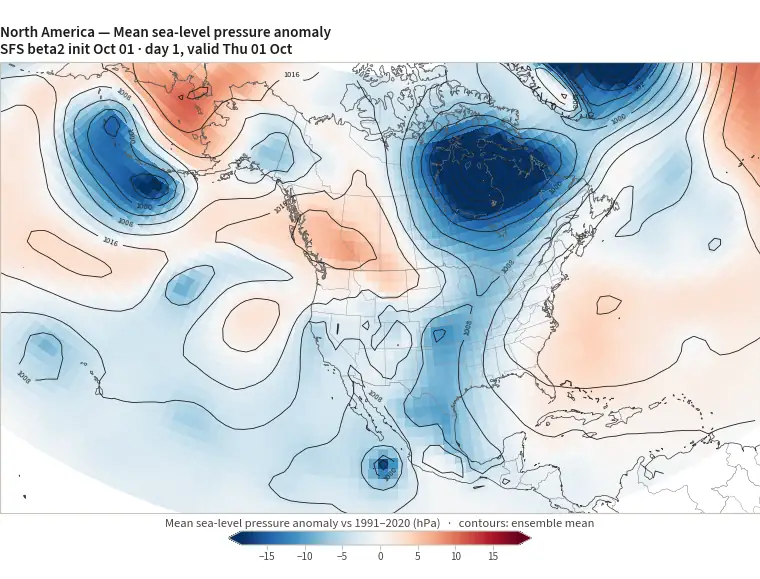 North America — Mean sea-level pressure anomaly
SFS beta2 init Oct 01 · day 1, valid Thu 01 Oct
1016
1008
1000
1000
1000
1008
1016
1008
1008
1008
1008
Mean sea-level pressure anomaly vs 1991–2020 (hPa) · contours: ensemble mean
−15 −10 −5 0 5 10 15